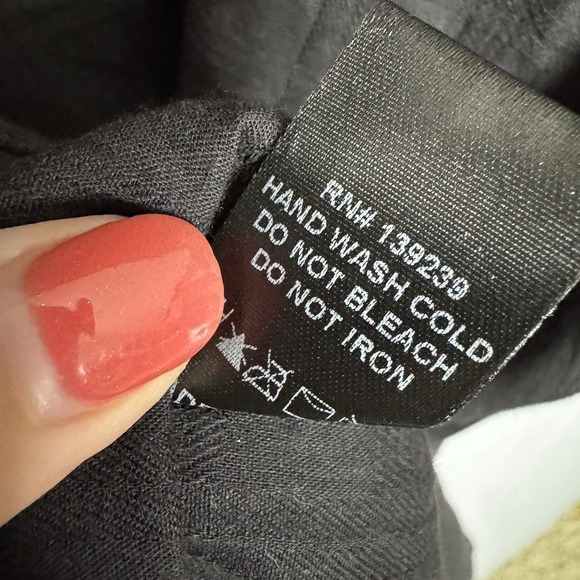 RN# 139239
HAND WASH COLD
DO NOT BLEACH
DO NOT IRON